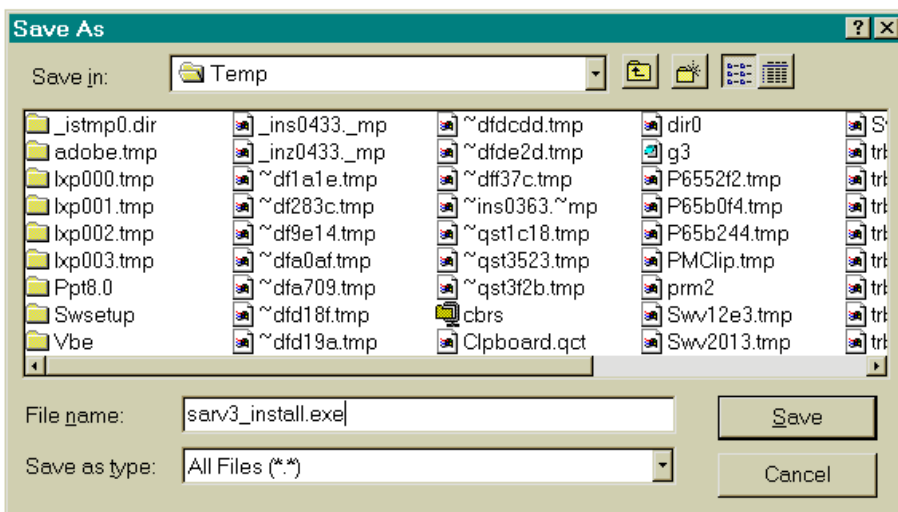 Save As
Save in: Temp
_istmp0.dir _ins0433._mp ~dfdcdd.tmp dir0
adobe.tmp _inz0433._mp ~dfde2d.tmp g3
lxp000.tmp ~df1a1e.tmp ~dff37c.tmp P6552f2.tmp
lxp001.tmp ~df283c.tmp ~ins0363.~mp P65b0f4.tmp
lxp002.tmp ~df9e14.tmp ~qst1c18.tmp P65b244.tmp
lxp003.tmp ~dfa0af.tmp ~qst3523.tmp PMClip.tmp
Ppt8.0 ~dfa709.tmp ~qst3f2b.tmp prm2
Swsetup ~dfd18f.tmp cbrs Swv12e3.tmp
Vbe ~dfd19a.tmp Clpboard.qct Swv2013.tmp
File name: sarv3_install.exe Save
Save as type: All Files (*.*) Cancel